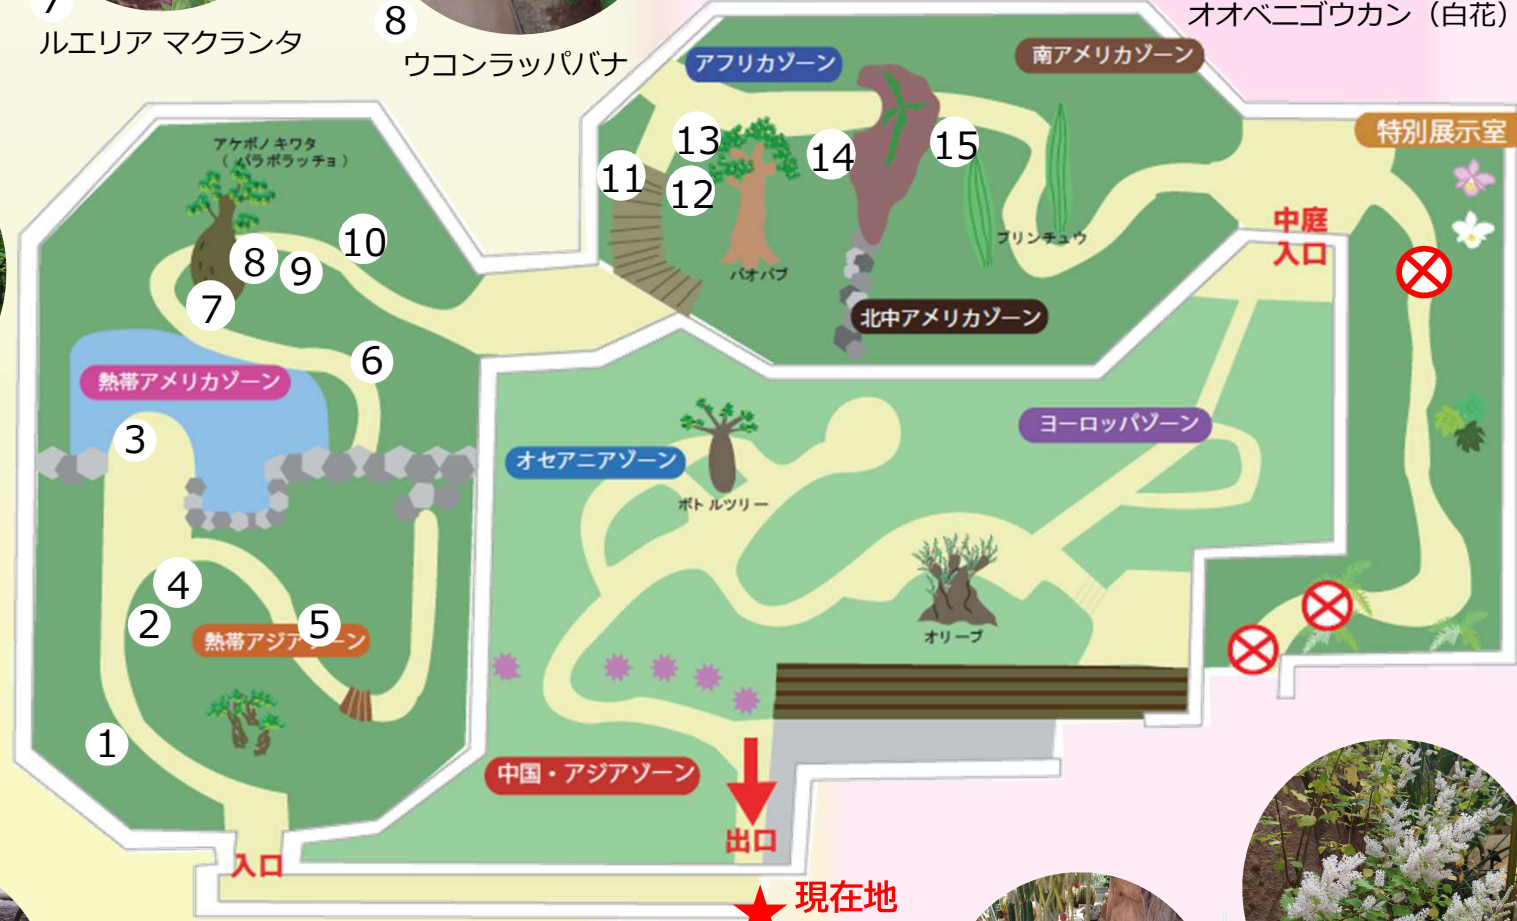 7
ルエリア マクランタ
8
ウコンラッパバナ
オオベニゴウカン（白花）
アフリカゾーン
南アメリカゾーン
特別展示室
アケボノキワタ
（パラボラッチョ）
13
14
15
11
12
10
8
9
7
バオバブ
プリンチュウ
中庭
入口
北中アメリカゾーン
6
熱帯アメリカゾーン
3
オセアニアゾーン
ヨーロッパゾーン
ボトルツリー
4
2
5
熱帯アジアゾーン
オリーブ
1
中国・アジアゾーン
出口
入口
現在地